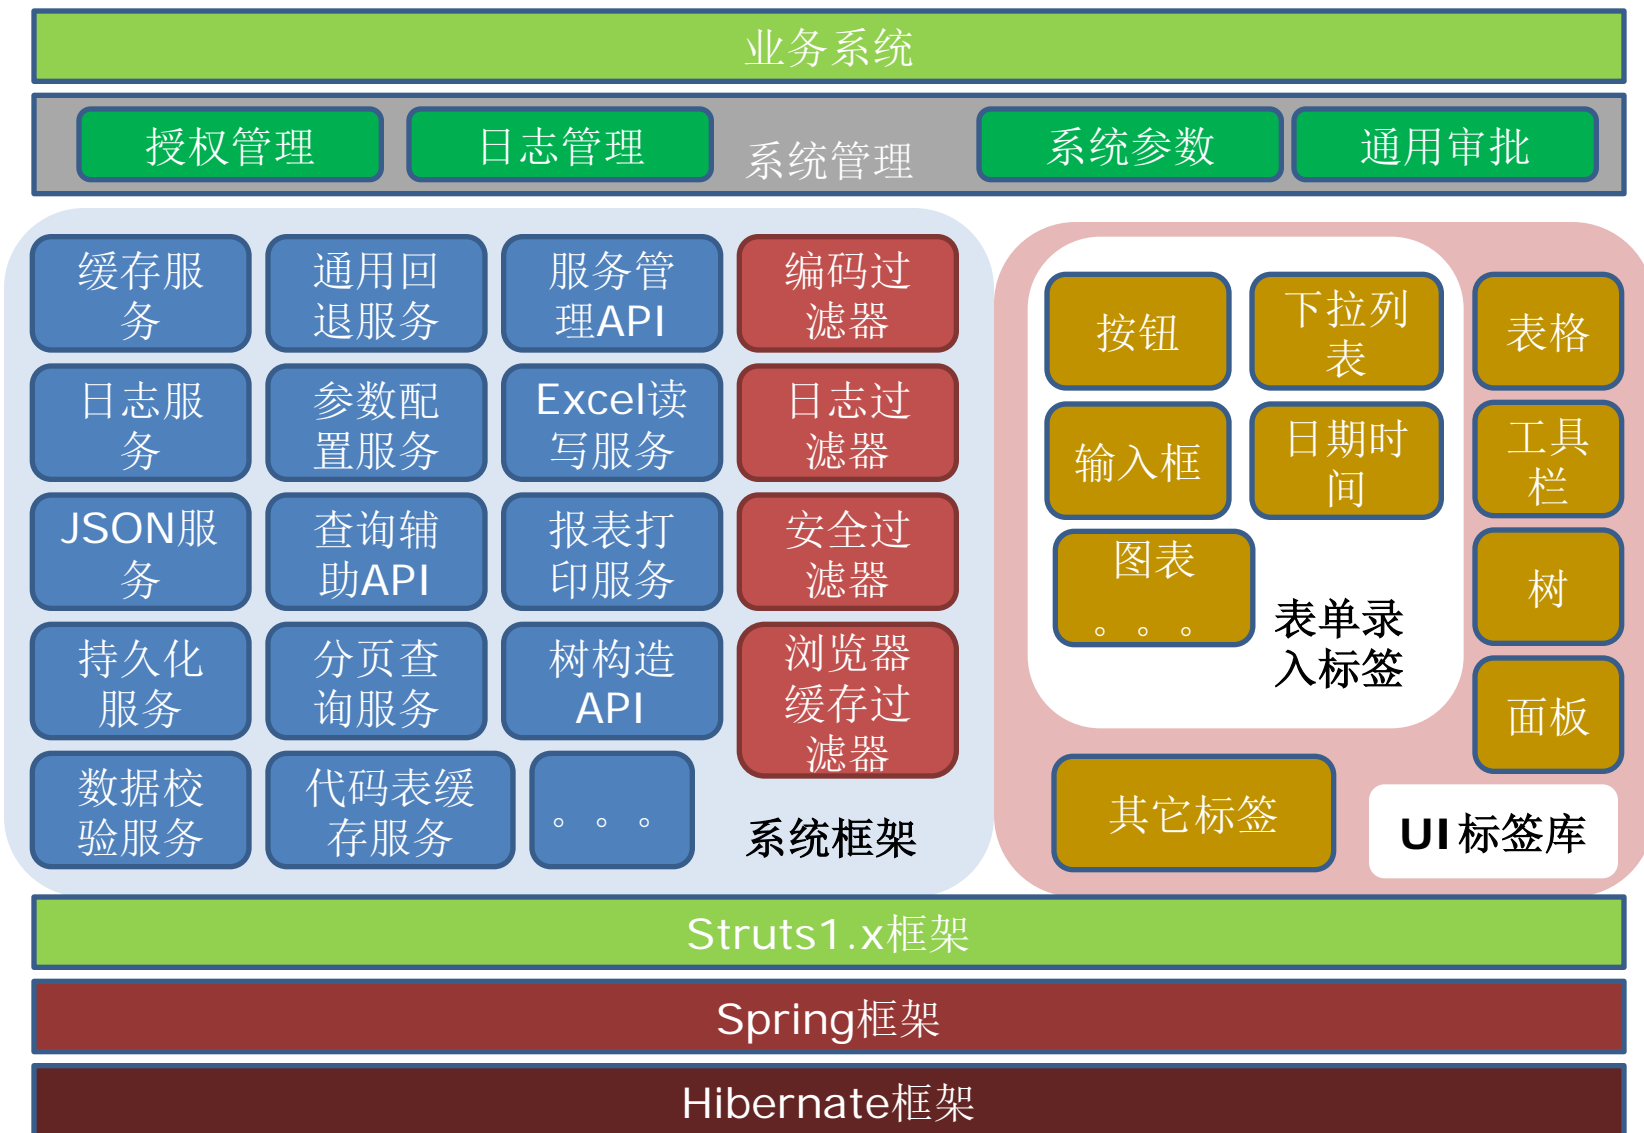 业务系统
授权管理
日志管理
系统管理
系统参数
通用审批
缓存服
务
通用回
退服务
服务管
理API
编码过
滤器
日志服
务
参数配
置服务
Excel读
写服务
日志过
滤器
JSON服
务
查询辅
助API
报表打
印服务
安全过
滤器
持久化
服务
分页查
询服务
树构造
API
浏览器
缓存过
滤器
数据校
验服务
代码表缓
存服务
。。。
系统框架
按钮
下拉列
表
输入框
日期时
间
图表
。。。
表单录
入标签
表格
工具
栏
树
面板
其它标签
UI标签库
Struts1.x框架
Spring框架
Hibernate框架